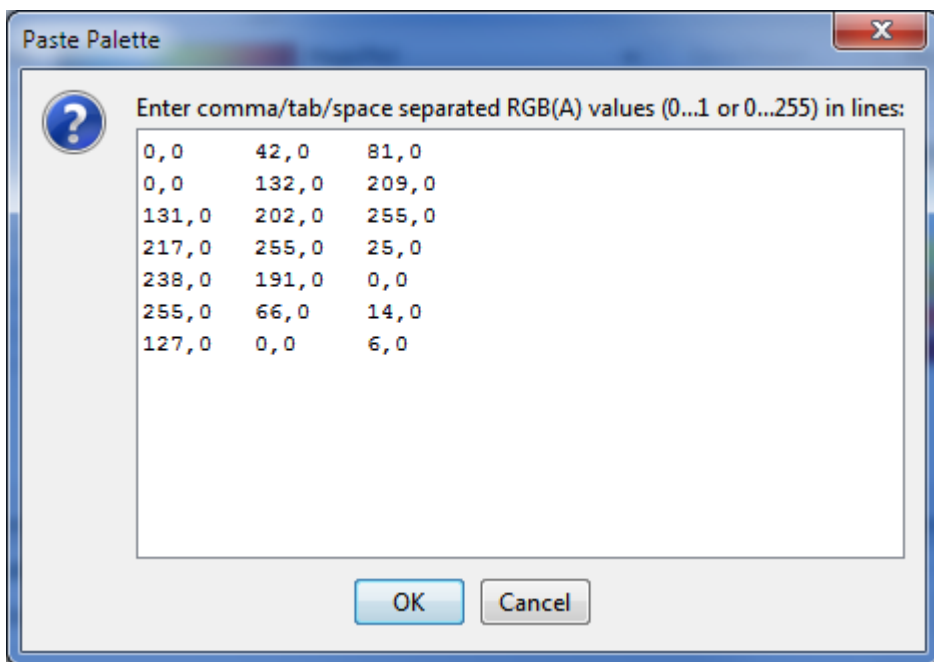 Paste Palette
Enter comma/tab/space separated RGB(A) values (0...1 or 0...255) in lines:
0,0 42,0 81,0
0,0 132,0 209,0
131,0 202,0 255,0
217,0 255,0 25,0
238,0 191,0 0,0
255,0 66,0 14,0
127,0 0,0 6,0
OK Cancel